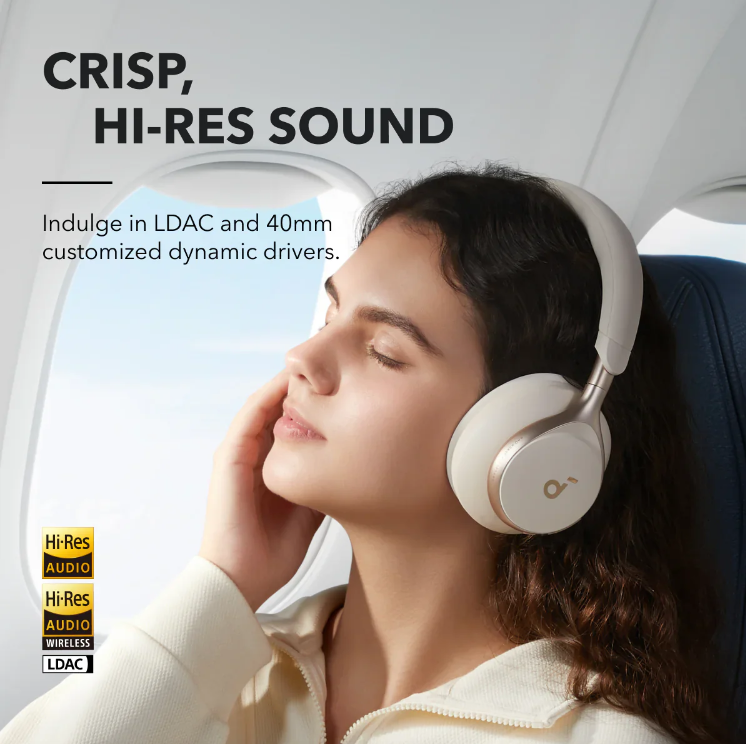 CRISP,
HI-RES SOUND
Indulge in LDAC and 40mm
customized dynamic drivers.
Hi-Res
AUDIO
Hi-Res
AUDIO
WIRELESS
LDAC